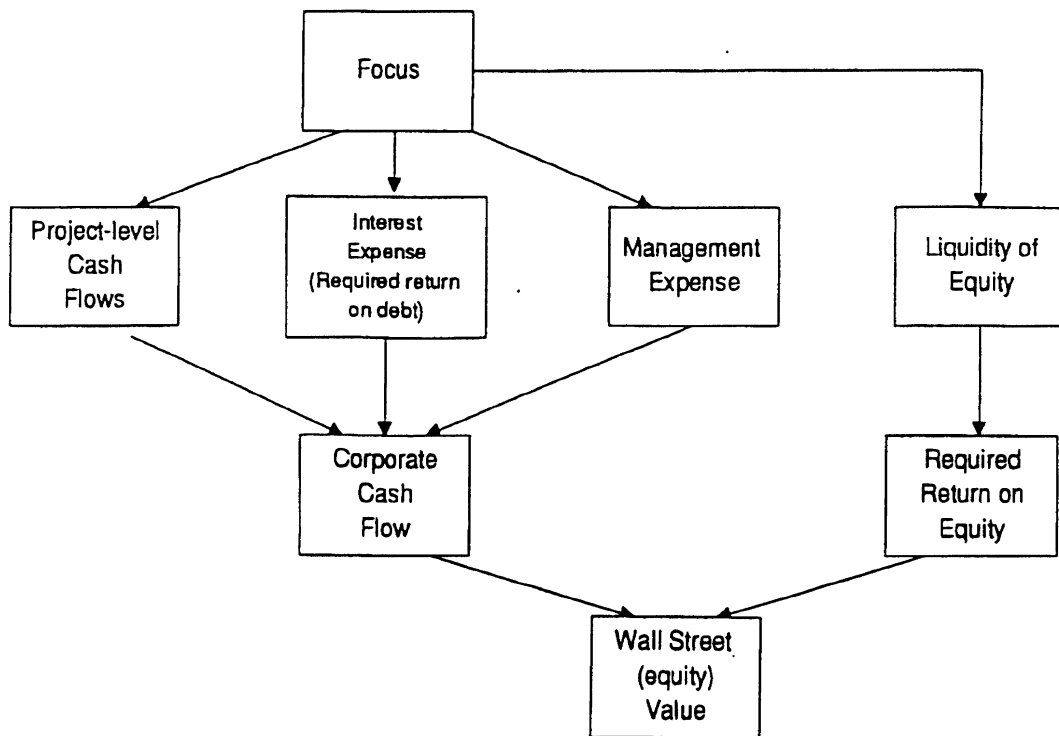 Focus
Project-level
Cash
Flows
Interest
Expense
(Required return
on debt)
Management
Expense
Liquidity of
Equity
Corporate
Cash
Flow
Required
Return on
Equity
Wall Street
(equity)
Value